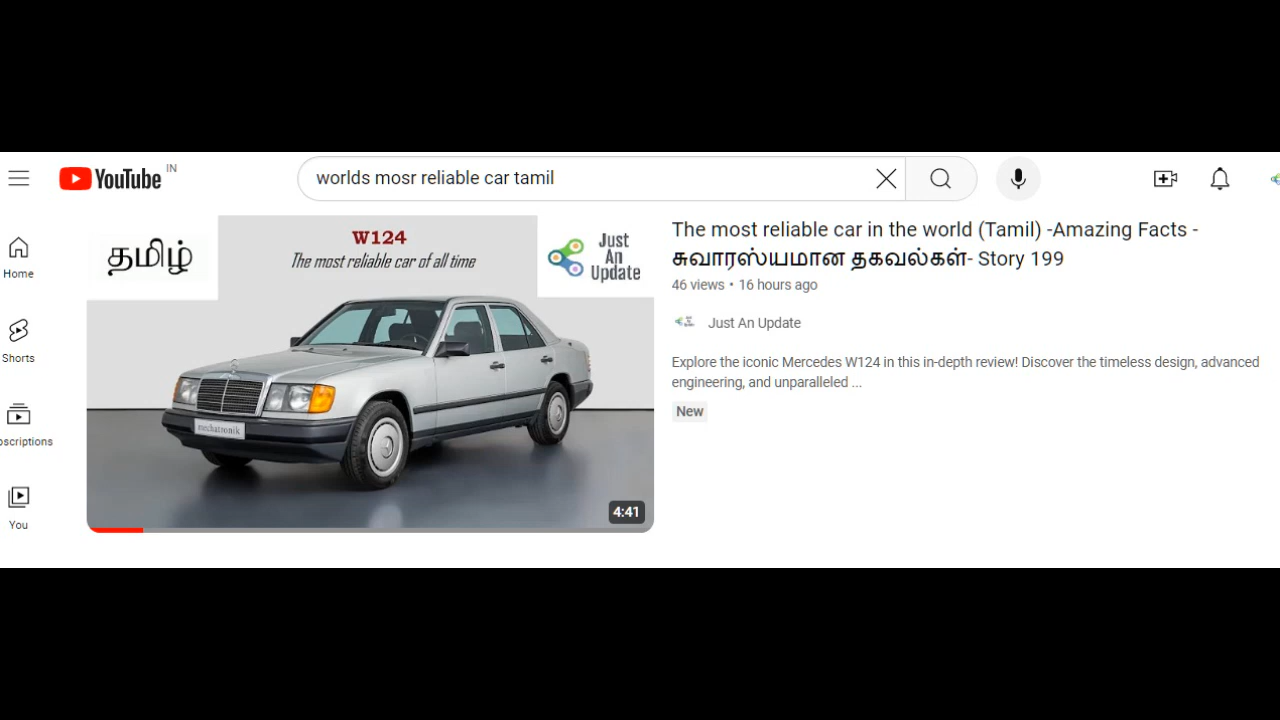 YouTube IN
worlds mosr reliable car tamil
Home
Shorts
bscriptions
You
தமிழ்
W124
The most reliable car of all time
Just
An
Update
mechatronik
4:41
The most reliable car in the world (Tamil) -Amazing Facts -
சுவாரஸ்யமான தகவல்கள்- Story 199
46 views • 16 hours ago
Just An Update
Explore the iconic Mercedes W124 in this in-depth review! Discover the timeless design, advanced
engineering, and unparalleled ...
New